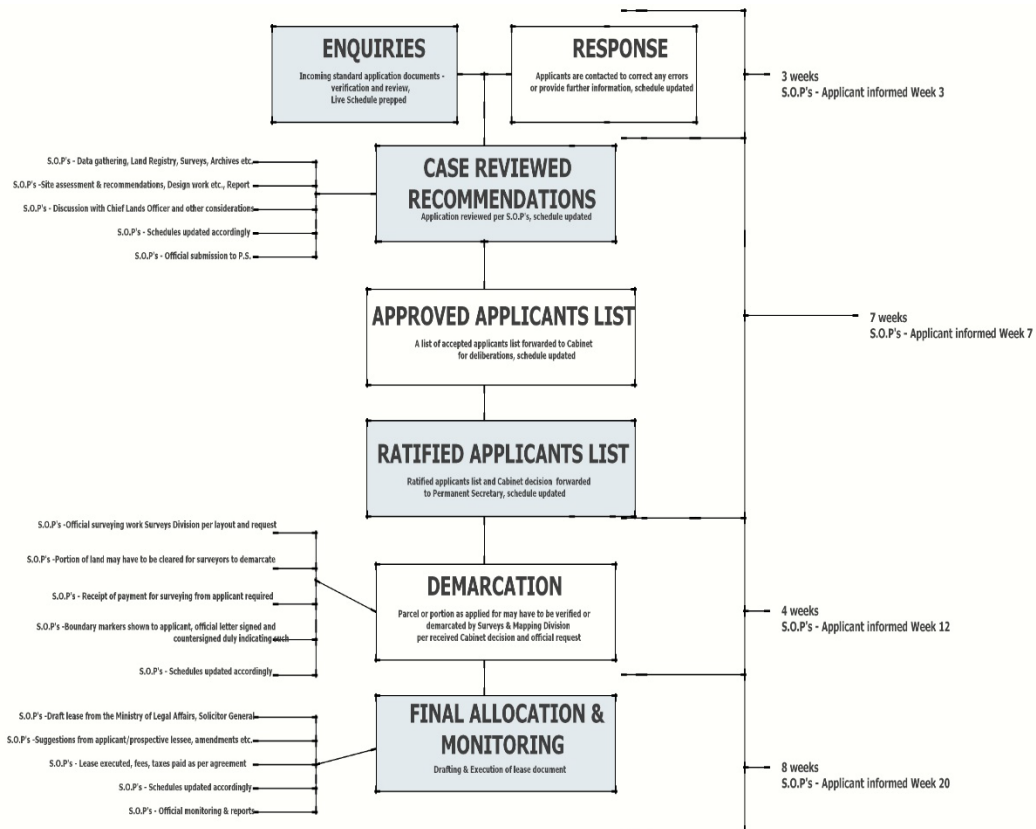 ENQUIRIES
Incoming standard application documents -
verification and review,
Live Schedule prepped
RESPONSE
Applicants are contacted to correct any errors
or provide further information, schedule updated
3 weeks
S.O.P's - Applicant informed Week 3
S.O.P's - Data gathering, Land Registry, Surveys, Archives etc.
S.O.P's -Site assessment & recommendations, Design work etc., Report
S.O.P's - Discussion with Chief Lands Officer and other considerations
S.O.P's - Schedules updated accordingly
S.O.P's - Official submission to P.S.
CASE REVIEWED
RECOMMENDATIONS
Application reviewed per S.O.P's, schedule updated
APPROVED APPLICANTS LIST
A list of accepted applicants list forwarded to Cabinet
for deliberations, schedule updated
7 weeks
S.O.P's - Applicant informed Week 7
RATIFIED APPLICANTS LIST
Ratified applicants list and Cabinet decision forwarded
to Permanent Secretary, schedule updated
S.O.P's -Official surveying work Surveys Division per layout and request
S.O.P's -Portion of land may have to be cleared for surveyors to demarcate
S.O.P's - Receipt of payment for surveying from applicant required
S.O.P's -Boundary markers shown to applicant, official letter signed and
countersigned duly indicating such
S.O.P's - Schedules updated accordingly
DEMARCATION
Parcel or portion as applied for may have to be verified or
demarcated by Surveys & Mapping Division
per received Cabinet decision and official request
4 weeks
S.O.P's - Applicant informed Week 12
S.O.P's -Draft lease from the Ministry of Legal Affairs, Solicitor General
S.O.P's -Suggestions from applicant/prospective lessee, amendments etc.
S.O.P's - Lease executed, fees, taxes paid as per agreement
S.O.P's - Schedules updated accordingly
S.O.P's - Official monitoring & reports
FINAL ALLOCATION &
MONITORING
Drafting & Execution of lease document
8 weeks
S.O.P's - Applicant informed Week 20